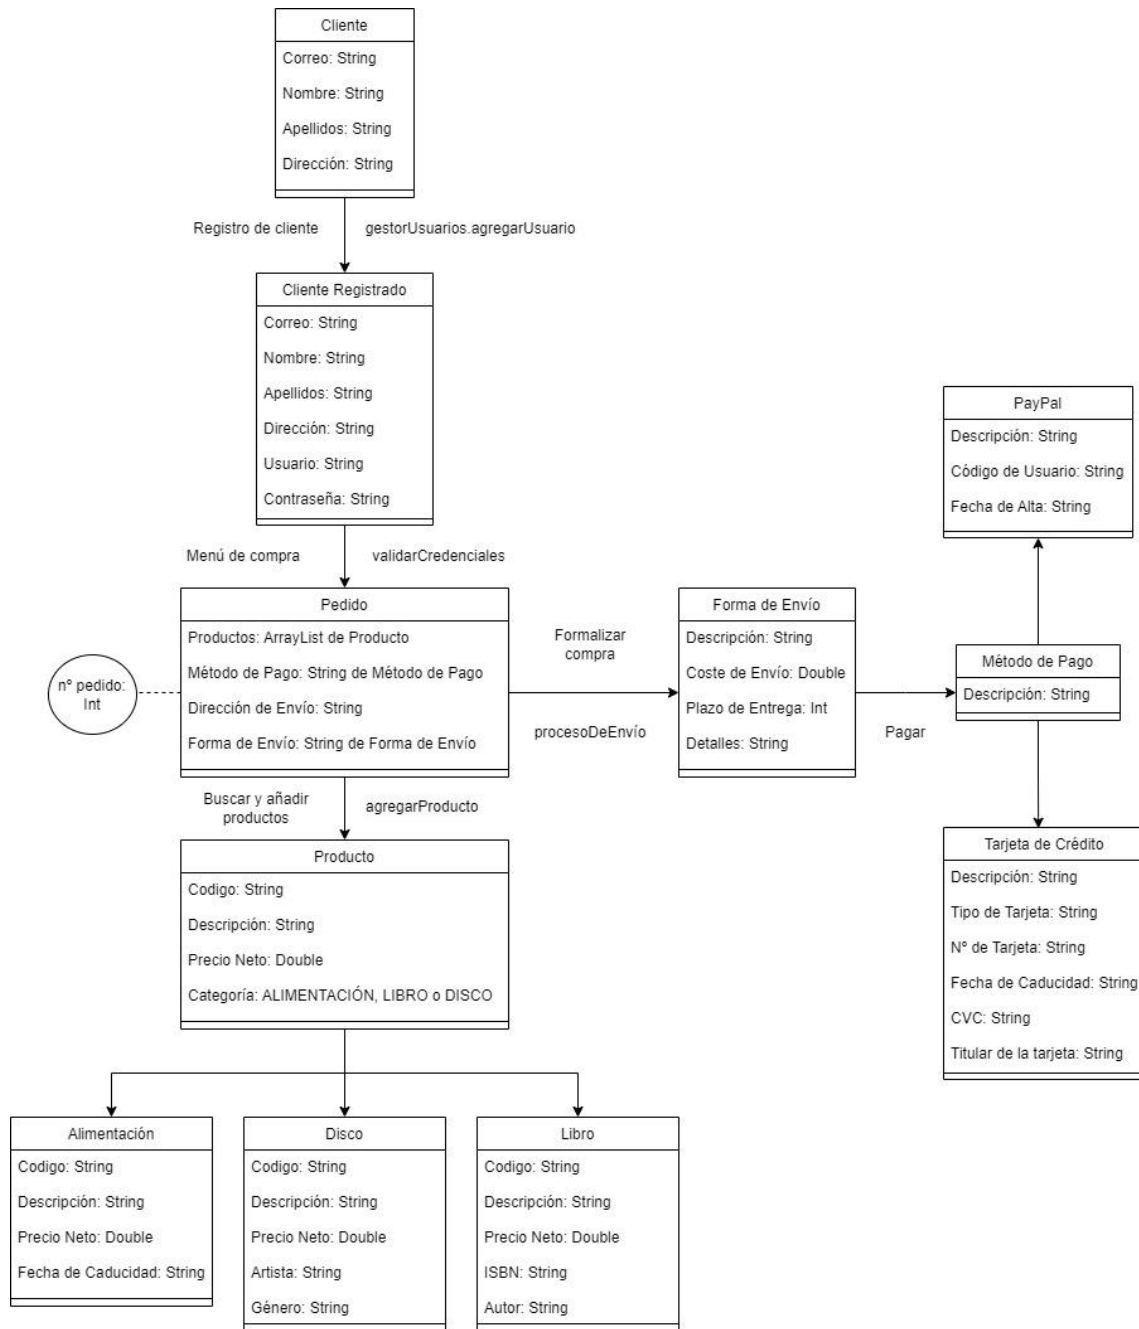 Cliente
Correo: String
Nombre: String
Apellidos: String
Dirección: String
Registro de cliente
gestorUsuarios.agregarUsuario
Cliente Registrado
Correo: String
Nombre: String
Apellidos: String
Dirección: String
Usuario: String
Contraseña: String
Menú de compra
validarCredenciales
nº pedido:
Int
Pedido
Productos: ArrayList de Producto
Método de Pago: String de Método de Pago
Dirección de Envío: String
Forma de Envío: String de Forma de Envío
Formalizar
compra
procesoDeEnvío
Forma de Envío
Descripción: String
Coste de Envío: Double
Plazo de Entrega: Int
Detalles: String
Pagar
PayPal
Descripción: String
Código de Usuario: String
Fecha de Alta: String
Método de Pago
Descripción: String
Tarjeta de Crédito
Descripción: String
Tipo de Tarjeta: String
Nº de Tarjeta: String
Fecha de Caducidad: String
CVC: String
Titular de la tarjeta: String
Buscar y añadir
productos
agregarProducto
Producto
Codigo: String
Descripción: String
Precio Neto: Double
Categoría: ALIMENTACIÓN, LIBRO o DISCO
Alimentación
Codigo: String
Descripción: String
Precio Neto: Double
Fecha de Caducidad: String
Disco
Codigo: String
Descripción: String
Precio Neto: Double
Artista: String
Género: String
Libro
Codigo: String
Descripción: String
Precio Neto: Double
ISBN: String
Autor: String